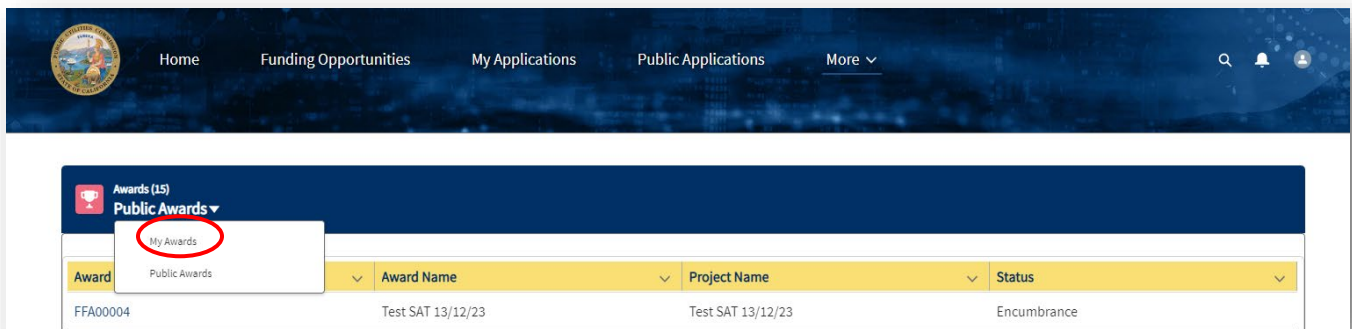 Home Funding Opportunities My Applications Public Applications More
Awards (15)
Public Awards
My Awards
Public Awards
Award Award Name Project Name Status
FFA00004 Test SAT 13/12/23 Test SAT 13/12/23 Encumbrance